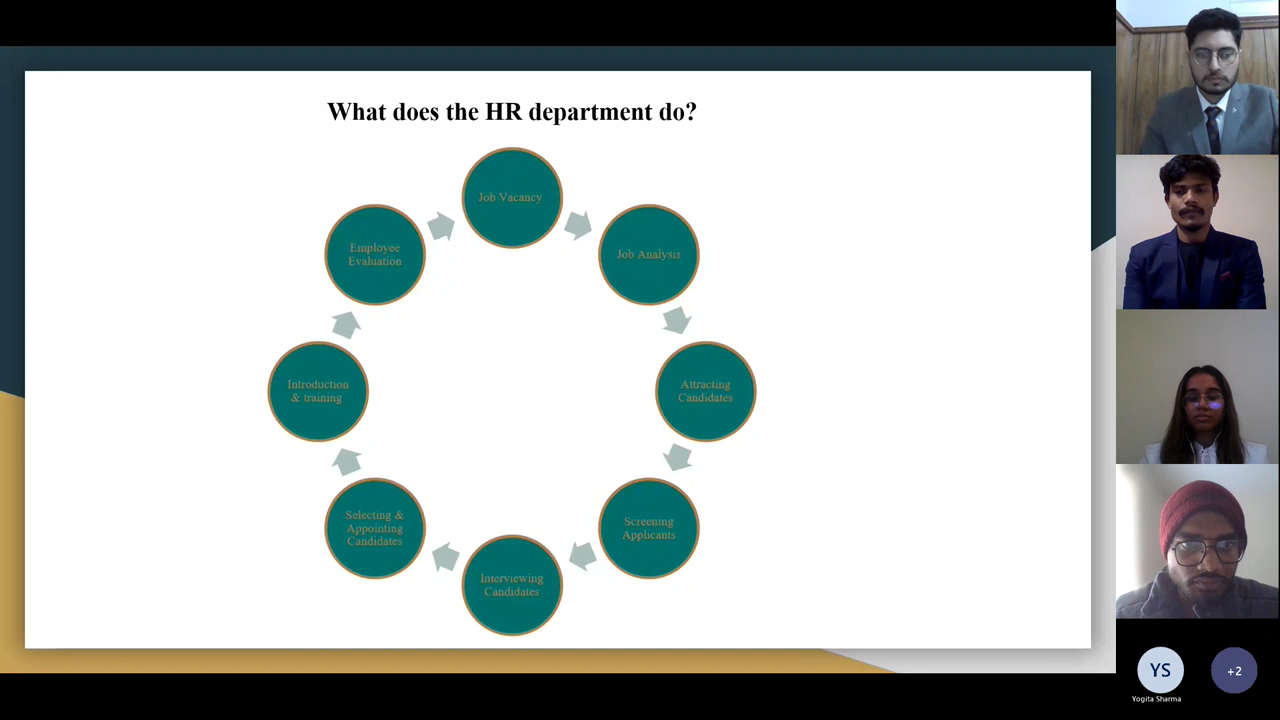 What does the HR department do?
Job Vacancy
Job Analysis
Attracting
Candidates
Screening
Applicants
Interviewing
Candidates
Selecting &
Appointing
Candidates
Introduction
& training
Employee
Evaluation
YS
Yogita Sharma
+2